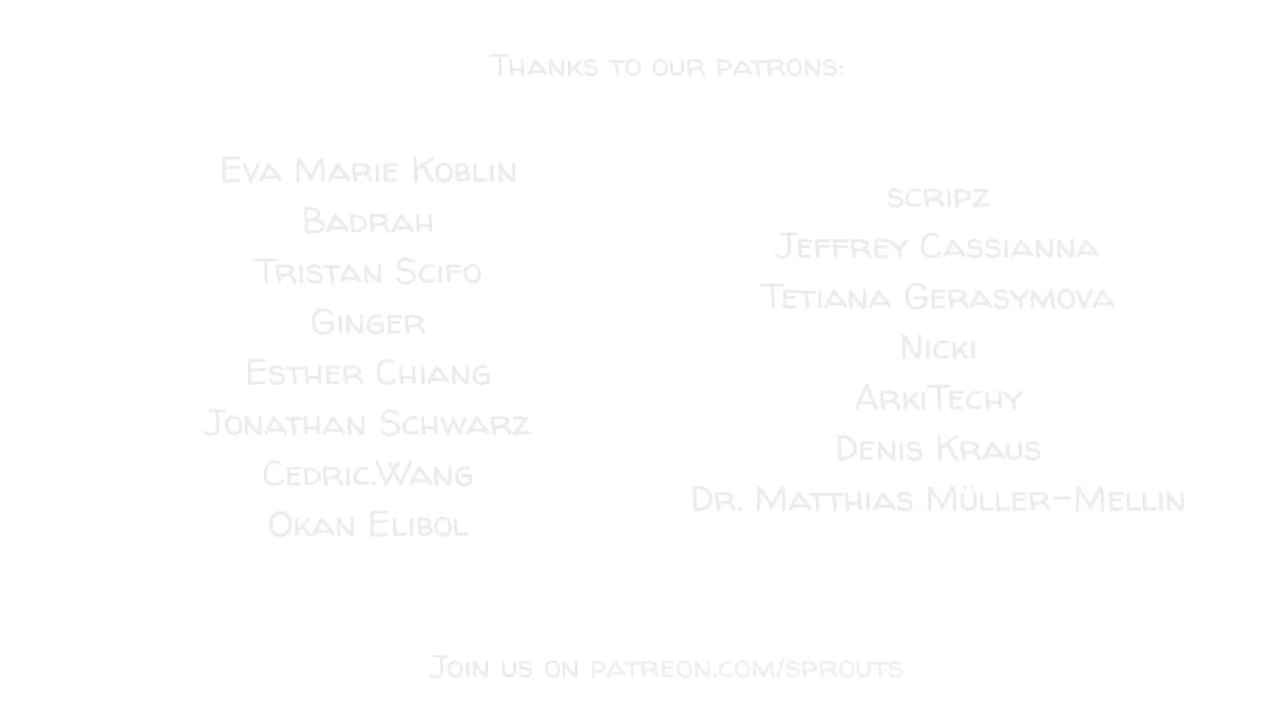 Thanks to our patrons:
Eva Marie Koblin
Badrah
Tristan Scifo
Ginger
Esther Chiang
Jonathan Schwarz
Cedric.Wang
Okan Elibol
scripz
Jeffrey Cassianna
Tetiana Gerasymova
Nicki
ArkiTechy
Denis Kraus
Dr. Matthias Müller-Mellin
Join us on patreon.com/sprouts